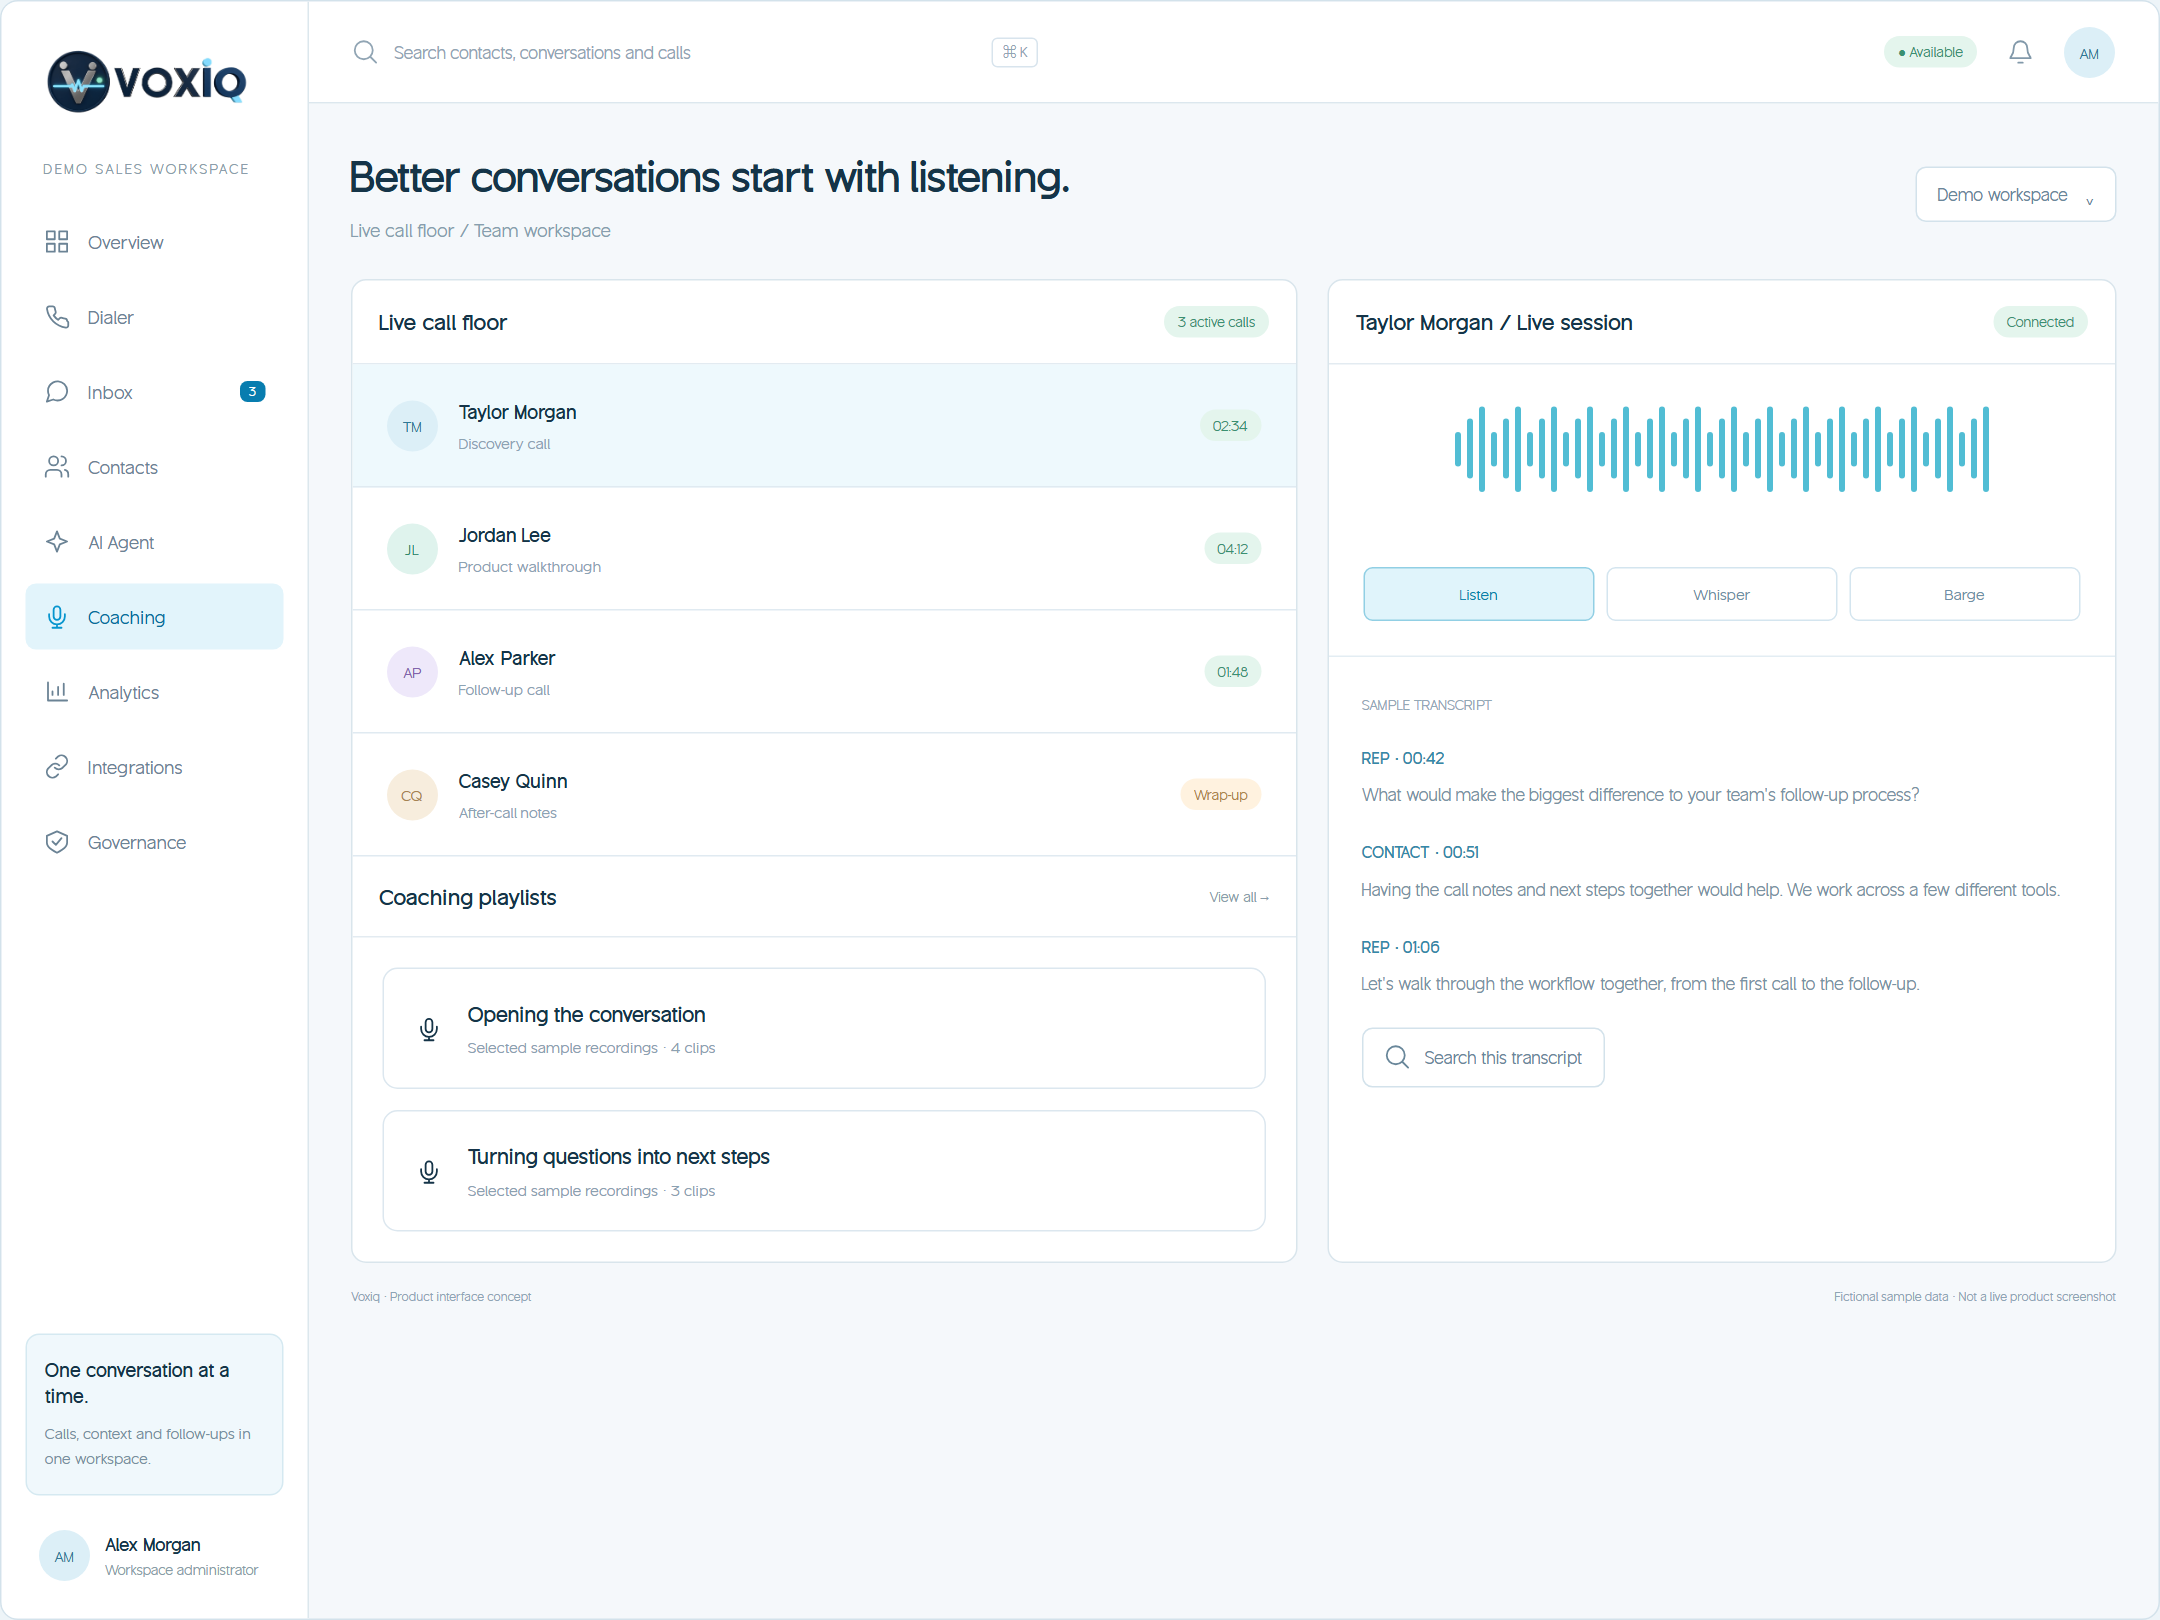 voxiq
DEMO SALES WORKSPACE
Overview
Dialer
Inbox 3
Contacts
AI Agent
Coaching
Analytics
Integrations
Governance
One conversation at a
time.
Calls, context and follow-ups in
one workspace.
AM
Alex Morgan
Workspace administrator
Search contacts, conversations and calls
⌘ K
• Available
AM
Better conversations start with listening.
Live call floor / Team workspace
Demo workspace v
Live call floor
3 active calls
TM
Taylor Morgan
Discovery call
02:34
JL
Jordan Lee
Product walkthrough
04:12
AP
Alex Parker
Follow-up call
01:48
CQ
Casey Quinn
After-call notes
Wrap-up
Coaching playlists
View all →
Opening the conversation
Selected sample recordings · 4 clips
Turning questions into next steps
Selected sample recordings · 3 clips
Taylor Morgan / Live session
Connected
Listen
Whisper
Barge
SAMPLE TRANSCRIPT
REP · 00:42
What would make the biggest difference to your team's follow-up process?
CONTACT · 00:51
Having the call notes and next steps together would help. We work across a few different tools.
REP · 01:06
Let's walk through the workflow together, from the first call to the follow-up.
Search this transcript
Voxiq · Product interface concept
Fictional sample data · Not a live product screenshot